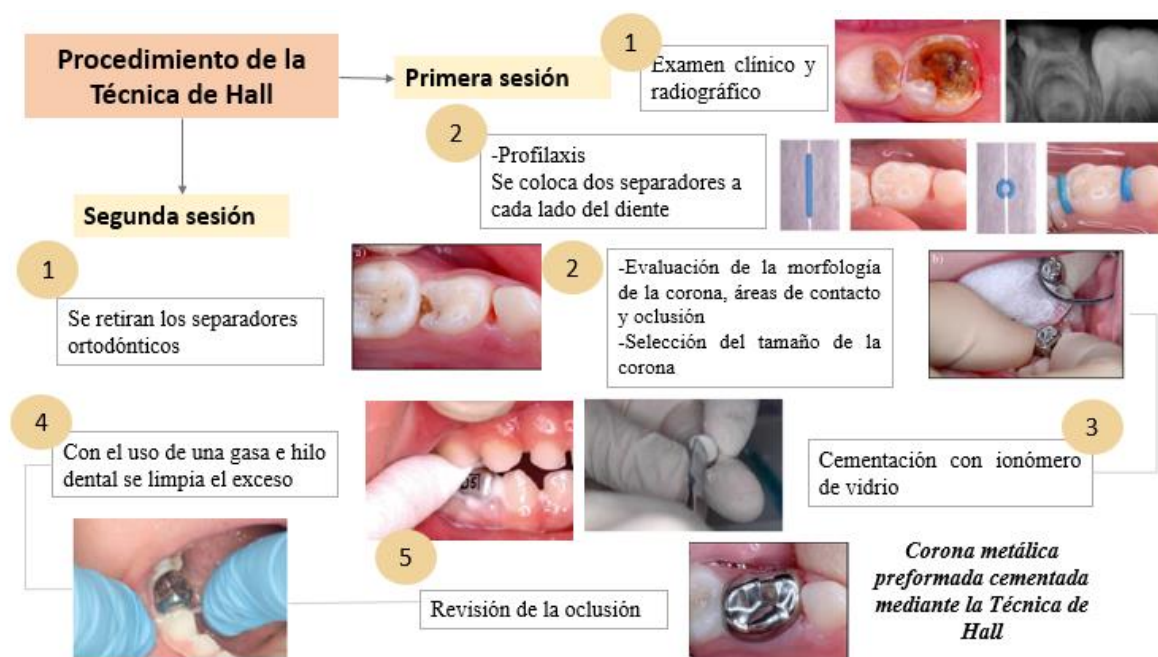 Procedimiento de la
Técnica de Hall
Primera sesión
1
Examen clínico y
radiográfico
2
-Profilaxis
Se coloca dos separadores a
cada lado del diente
Segunda sesión
1
Se retiran los separadores
ortodónticos
a)
2
-Evaluación de la morfología
de la corona, áreas de contacto
y oclusión
-Selección del tamaño de la
corona
b)
3
Cementación con ionómero
de vidrio
4
Con el uso de una gasa e hilo
dental se limpia el exceso
5
Revisión de la oclusión
Corona metálica
preformada cementada
mediante la Técnica de
Hall